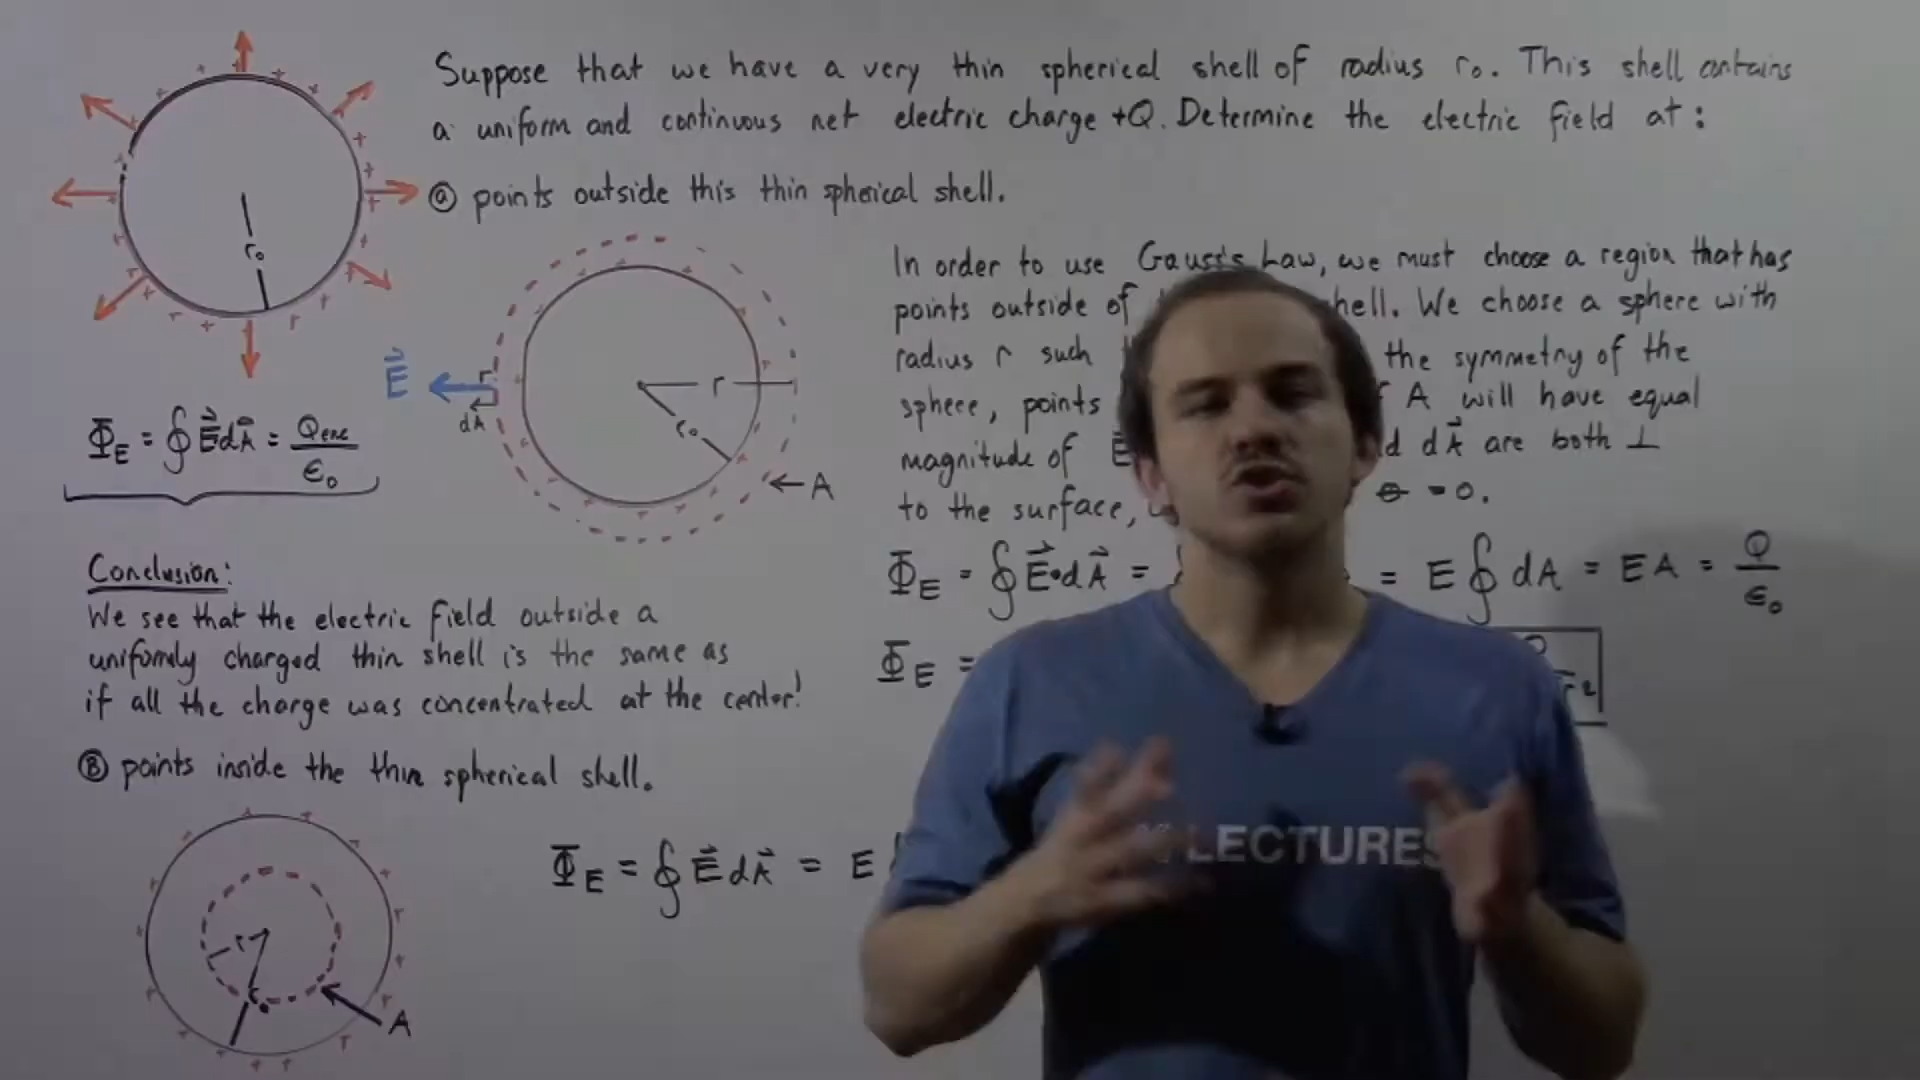 Suppose that we have a very thin spherical shell of radius r₀. This shell contains
a uniform and continuous net electric charge +Q. Determine the electric field at:
ⓐ points outside this thin spherical shell.
r₀
In order to use Gauss's Law, we must choose a region that has
points outside of hell. We choose a sphere with
radius r such the symmetry of the
sphere, points A will have equal
magnitude of E d dA⃗ are both ⊥
to the surface, θ = 0.
E⃗
dA
r
r₀
← A
Φ_E = ∮E⃗dA⃗ = Qenc/ε₀
Φ_E = ∮E⃗•dA⃗ = = E∮dA = EA = Q/ε₀
Φ_E =
Conclusion:
We see that the electric field outside a
uniformly charged thin shell is the same as
if all the charge was concentrated at the center!
Ⓑ points inside the thin spherical shell.
Φ_E = ∮E⃗dA⃗ = E
r
r₀
A
LECTURES